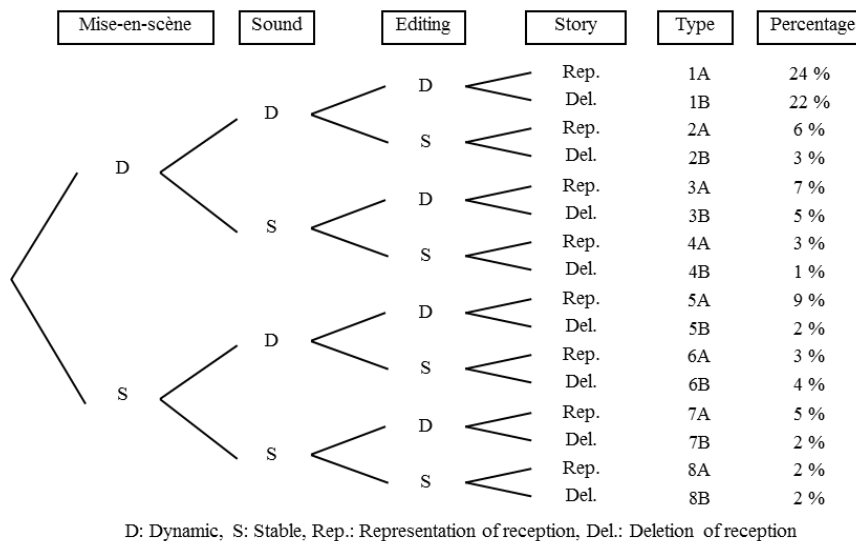 Mise-en-scène Sound Editing Story Type Percentage
Rep. 1A 24 %
D
Del. 1B 22 %
D
Rep. 2A 6 %
S
Del. 2B 3 %
D
Rep. 3A 7 %
D
Del. 3B 5 %
S
Rep. 4A 3 %
S
Del. 4B 1 %
Rep. 5A 9 %
D
Del. 5B 2 %
D
Rep. 6A 3 %
S
Del. 6B 4 %
S
Rep. 7A 5 %
D
Del. 7B 2 %
S
Rep. 8A 2 %
S
Del. 8B 2 %
D: Dynamic, S: Stable, Rep.: Representation of reception, Del.: Deletion of reception